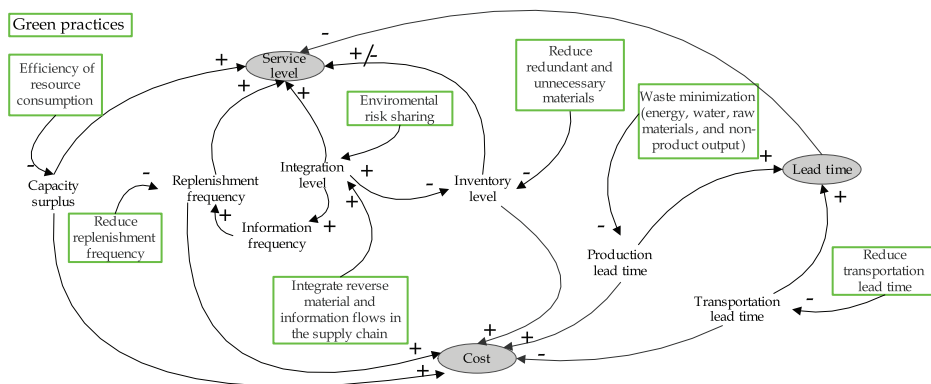 Green practices
Efficiency of
resource
consumption
-
+
Service
level
+/-
+
+
+
Reduce
redundant and
unnecessary
materials
Waste minimization
(energy, water, raw
materials, and non-
product output)
Enviromental
risk sharing
-
Capacity
surplus
-
Replenishment
frequency
Integration
level
+
+
-
Inventory
level
-
-
+
Lead time
+
Reduce
replenishment
frequency
+
Information
frequency
+
-
Production
lead time
Reduce
transportation
lead time
Integrate reverse
material and
information flows in
the supply chain
Transportation
lead time
-
+
+
+
+
Cost
-